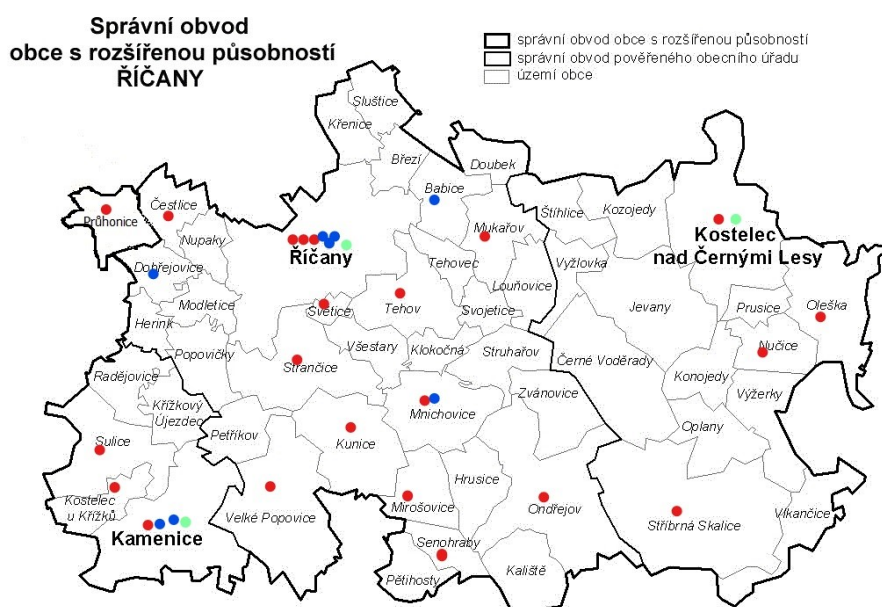 Správní obvod
obce s rozšířenou působností
ŘÍČANY
správní obvod obce s rozšířenou působností
správní obvod pověřeného obecního úřadu
území obce
Sluštice
Křenice
Březí
Doubek
Babice
Průhonice
Čestlice
Nupaky
Mukařov
Štíhlice
Kozojedy
Kostelec
nad Černými Lesy
Říčany
Dobřejovice
Tehovec
Louňovice
Vyžlovka
Modletice
Herink
Světice
Tehov
Svojetice
Jevany
Prusice
Oleška
Nučice
Popovičky
Radějovice
Strančice
Všestary
Klokočná
Struhařov
Černé Voděrady
Konojedy
Výžerky
Křížkový
Újezdec
Mnichovice
Zvánovice
Oplany
Sulice
Petříkov
Kunice
Hrusice
Kostelec
u Křížků
Kamenice
Velké Popovice
Mirošovice
Ondřejov
Stříbrná Skalice
Vlkančice
Senohraby
Pětihosty
Kaliště